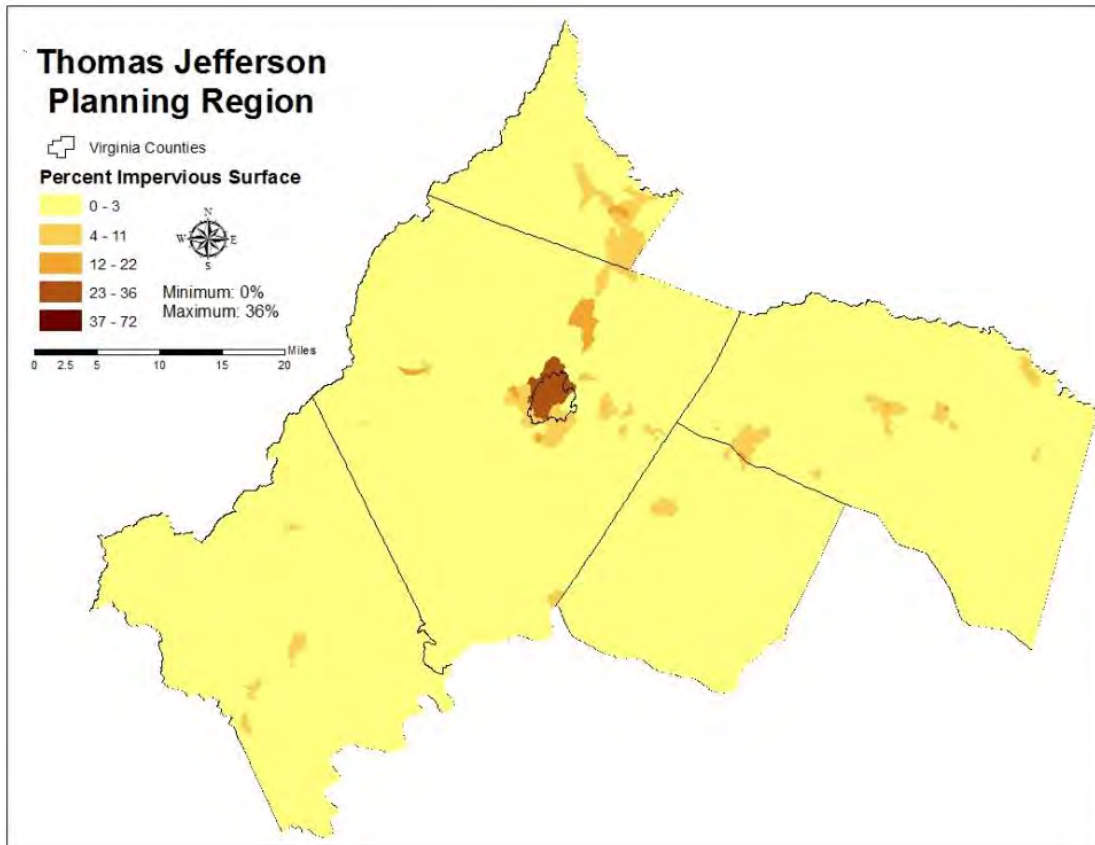 Thomas Jefferson
Planning Region
Virginia Counties
Percent Impervious Surface
0 - 3
4 - 11
12 - 22
23 - 36
37 - 72
N
W E
S
Minimum: 0%
Maximum: 36%
Miles
0 2.5 5 10 15 20